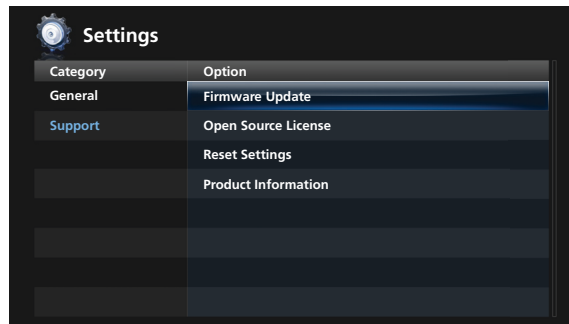 Settings
Category Option
General Firmware Update
Support Open Source License
Reset Settings
Product Information